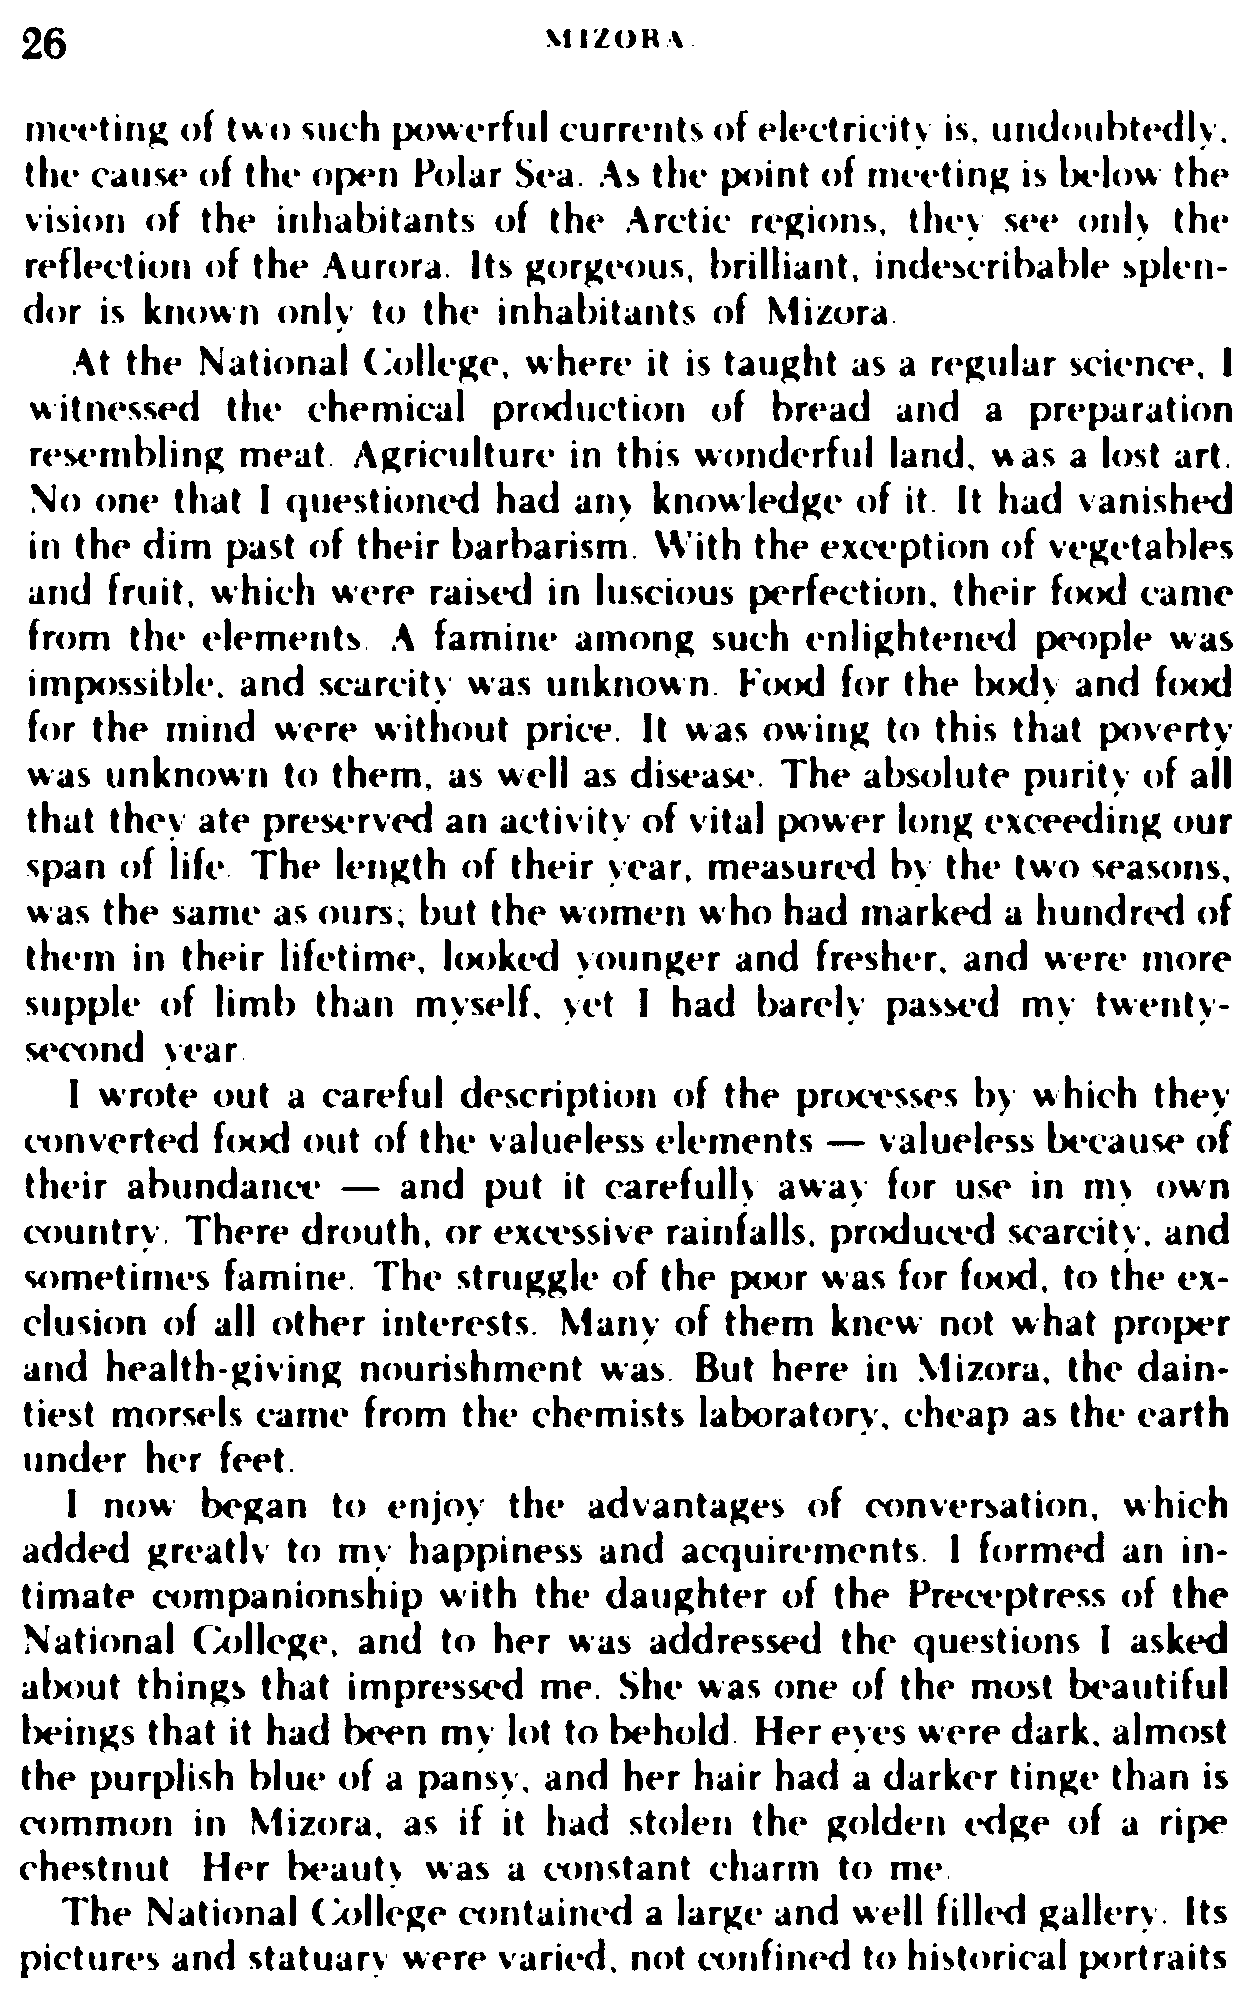 26 MIZORA
meeting of two such powerful currents of electricity is, undoubtedly,
the cause of the open Polar Sea. As the point of meeting is below the
vision of the inhabitants of the Arctic regions, they see only the
reflection of the Aurora. Its gorgeous, brilliant, indescribable splen-
dor is known only to the inhabitants of Mizora.
At the National College, where it is taught as a regular science, I
witnessed the chemical production of bread and a preparation
resembling meat. Agriculture in this wonderful land, was a lost art.
No one that I questioned had any knowledge of it. It had vanished
in the dim past of their barbarism. With the exception of vegetables
and fruit, which were raised in luscious perfection, their food came
from the elements. A famine among such enlightened people was
impossible, and scarcity was unknown. Food for the body and food
for the mind were without price. It was owing to this that poverty
was unknown to them, as well as disease. The absolute purity of all
that they ate preserved an activity of vital power long exceeding our
span of life. The length of their year, measured by the two seasons,
was the same as ours; but the women who had marked a hundred of
them in their lifetime, looked younger and fresher, and were more
supple of limb than myself, yet I had barely passed my twenty-
second year.
I wrote out a careful description of the processes by which they
converted food out of the valueless elements — valueless because of
their abundance — and put it carefully away for use in my own
country. There drouth, or excessive rainfalls, produced scarcity, and
sometimes famine. The struggle of the poor was for food, to the ex-
clusion of all other interests. Many of them knew not what proper
and health-giving nourishment was. But here in Mizora, the dain-
tiest morsels came from the chemists laboratory, cheap as the earth
under her feet.
I now began to enjoy the advantages of conversation, which
added greatly to my happiness and acquirements. I formed an in-
timate companionship with the daughter of the Preceptress of the
National College, and to her was addressed the questions I asked
about things that impressed me. She was one of the most beautiful
beings that it had been my lot to behold. Her eyes were dark, almost
the purplish blue of a pansy, and her hair had a darker tinge than is
common in Mizora, as if it had stolen the golden edge of a ripe
chestnut Her beauty was a constant charm to me.
The National College contained a large and well filled gallery. Its
pictures and statuary were varied, not confined to historical portraits